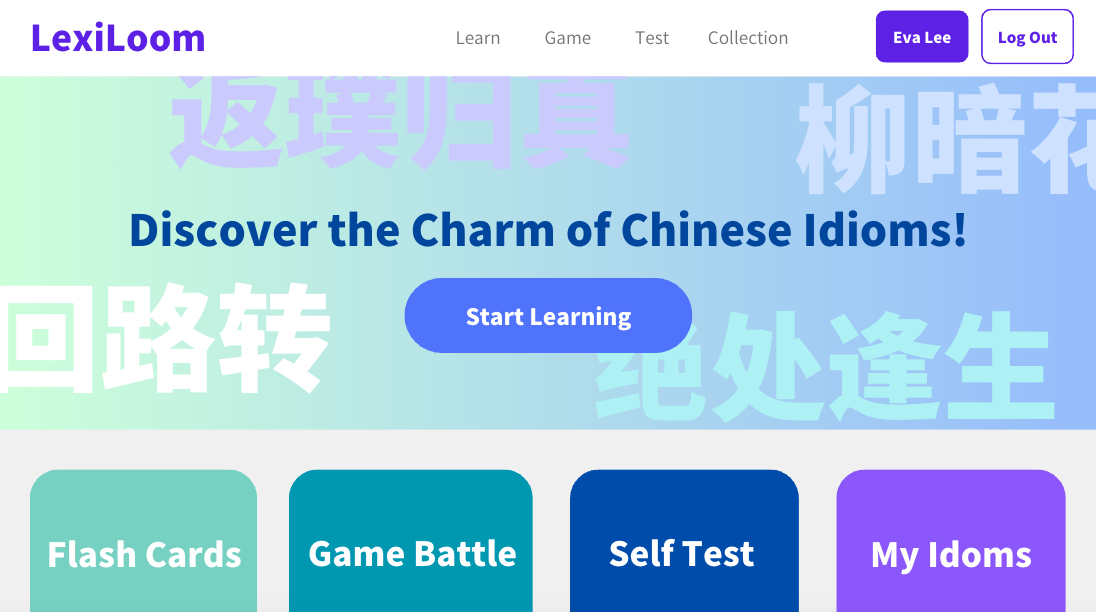 LexiLoom
Learn Game Test Collection
Eva Lee
Log Out
返璞归真
柳暗花
Discover the Charm of Chinese Idioms!
回路转
Start Learning
绝处逢生
Flash Cards
Game Battle
Self Test
My Idoms